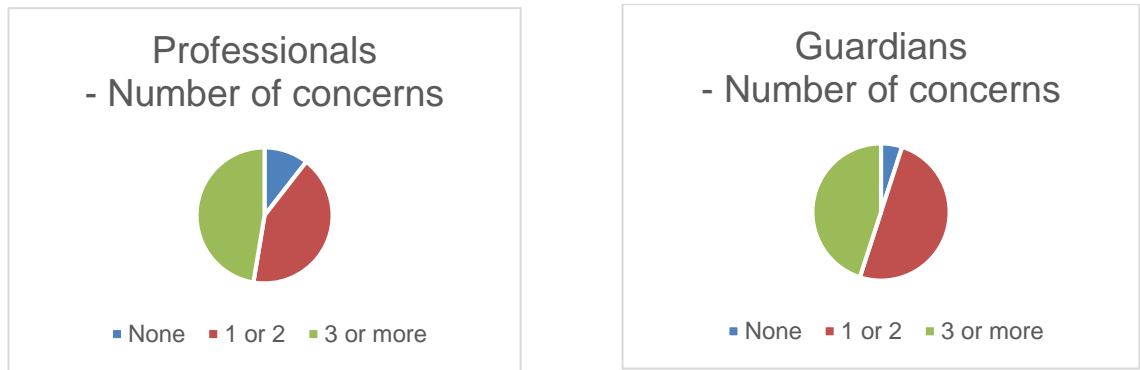 Professionals
- Number of concerns
None 1 or 2 3 or more
Guardians
- Number of concerns
None 1 or 2 3 or more